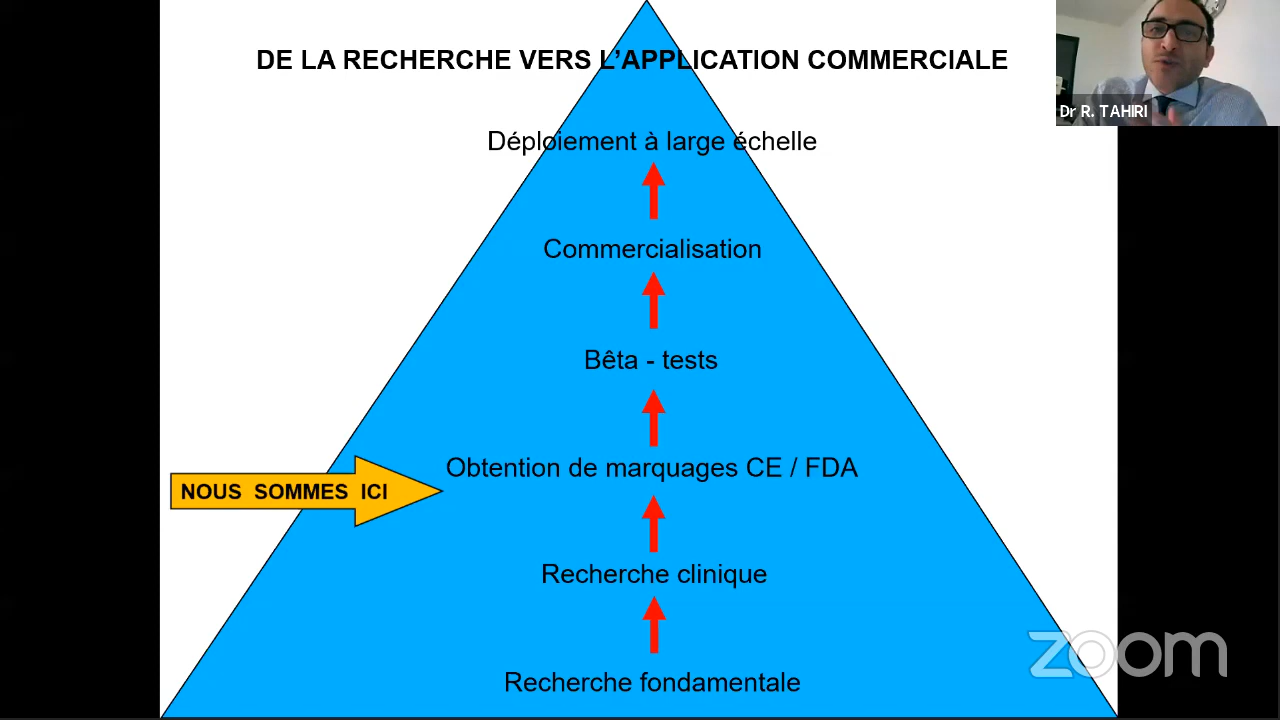 DE LA RECHERCHE VERS L'APPLICATION COMMERCIALE
Dr R. TAHIRI
Déploiement à large échelle
Commercialisation
Bêta - tests
Obtention de marquages CE / FDA
NOUS SOMMES ICI
Recherche clinique
Recherche fondamentale
zoom